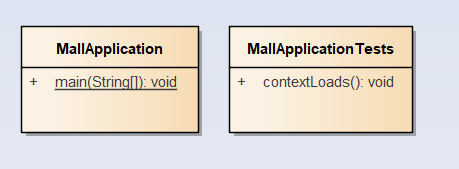 MallApplication
+ main(String[]): void
MallApplicationTests
+ contextLoads(): void